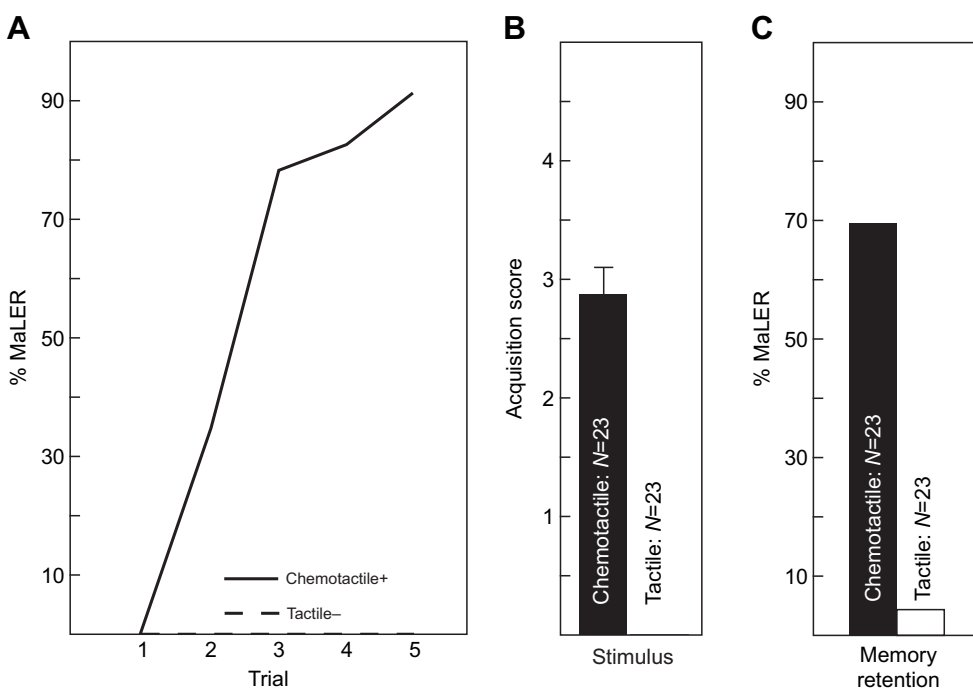 A
% MaLER
90
70
50
30
10
Chemotactile+
Tactile–
1 2 3 4 5
Trial
B
Acquisition score
4
3
2
1
Chemotactile: N=23
Tactile: N=23
Stimulus
C
% MaLER
90
70
50
30
10
Chemotactile: N=23
Tactile: N=23
Memory
retention